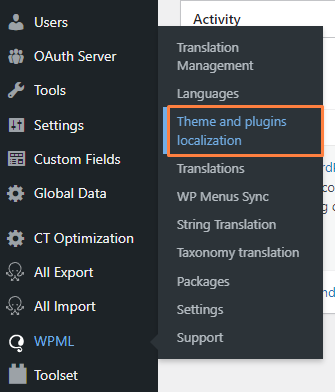 Users
OAuth Server
Tools
Settings
Custom Fields
Global Data
CT Optimization
All Export
All Import
WPML
Toolset
Translation
Management
Languages
Theme and plugins
localization
Translations
WP Menus Sync
String Translation
Taxonomy translation
Packages
Settings
Support
Activity